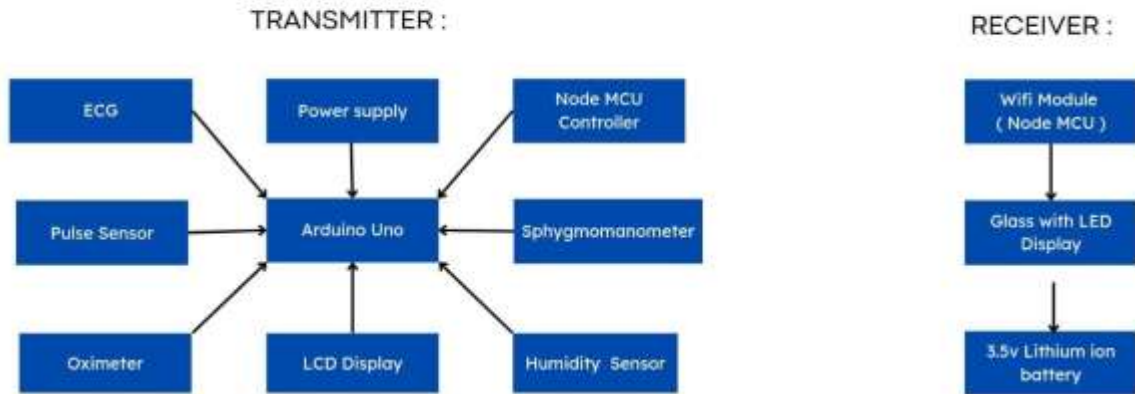 TRANSMITTER :
RECEIVER :
ECG
Power supply
Node MCU
Controller
Wifi Module
( Node MCU )
Pulse Sensor
Arduino Uno
Sphygmomanometer
Glass with LED
Display
Oximeter
LCD Display
Humidity Sensor
3.5v Lithium ion
battery